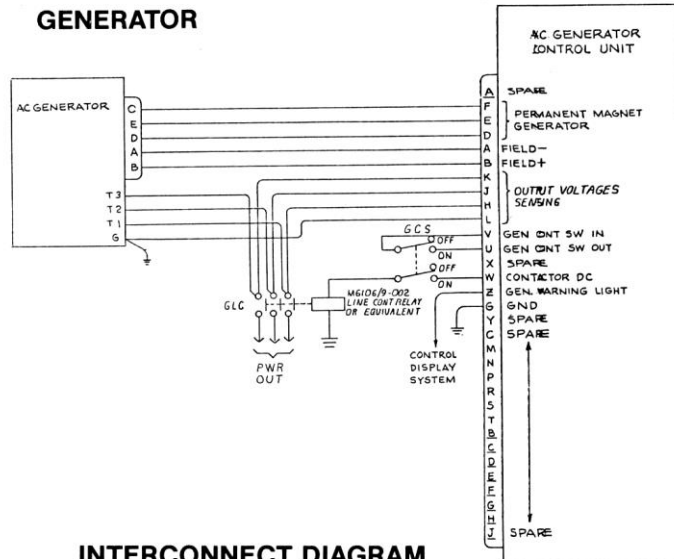 GENERATOR
AC GENERATOR
CONTROL UNIT
AC GENERATOR
C
E
D
A
B
T3
T2
T1
G
A SPARE
F
E PERMANENT MAGNET
GENERATOR
D
A FIELD-
B FIELD+
K
J OUTPUT VOLTAGES
SENSING
H
L
GCS
OFF
ON
OFF
ON
V GEN CONT SW IN
U GEN CONT SW OUT
X SPARE
W CONTACTOR DC
Z GEN. WARNING LIGHT
G GND
Y SPARE
C SPARE
M
N
P
R
S
T
B
C
D
E
F
G
H
J SPARE
GLC
M6106/9-002
LINE CONT RELAY
OR EQUIVALENT
PWR
OUT
CONTROL
DISPLAY
SYSTEM
INTERCONNECT DIAGRAM